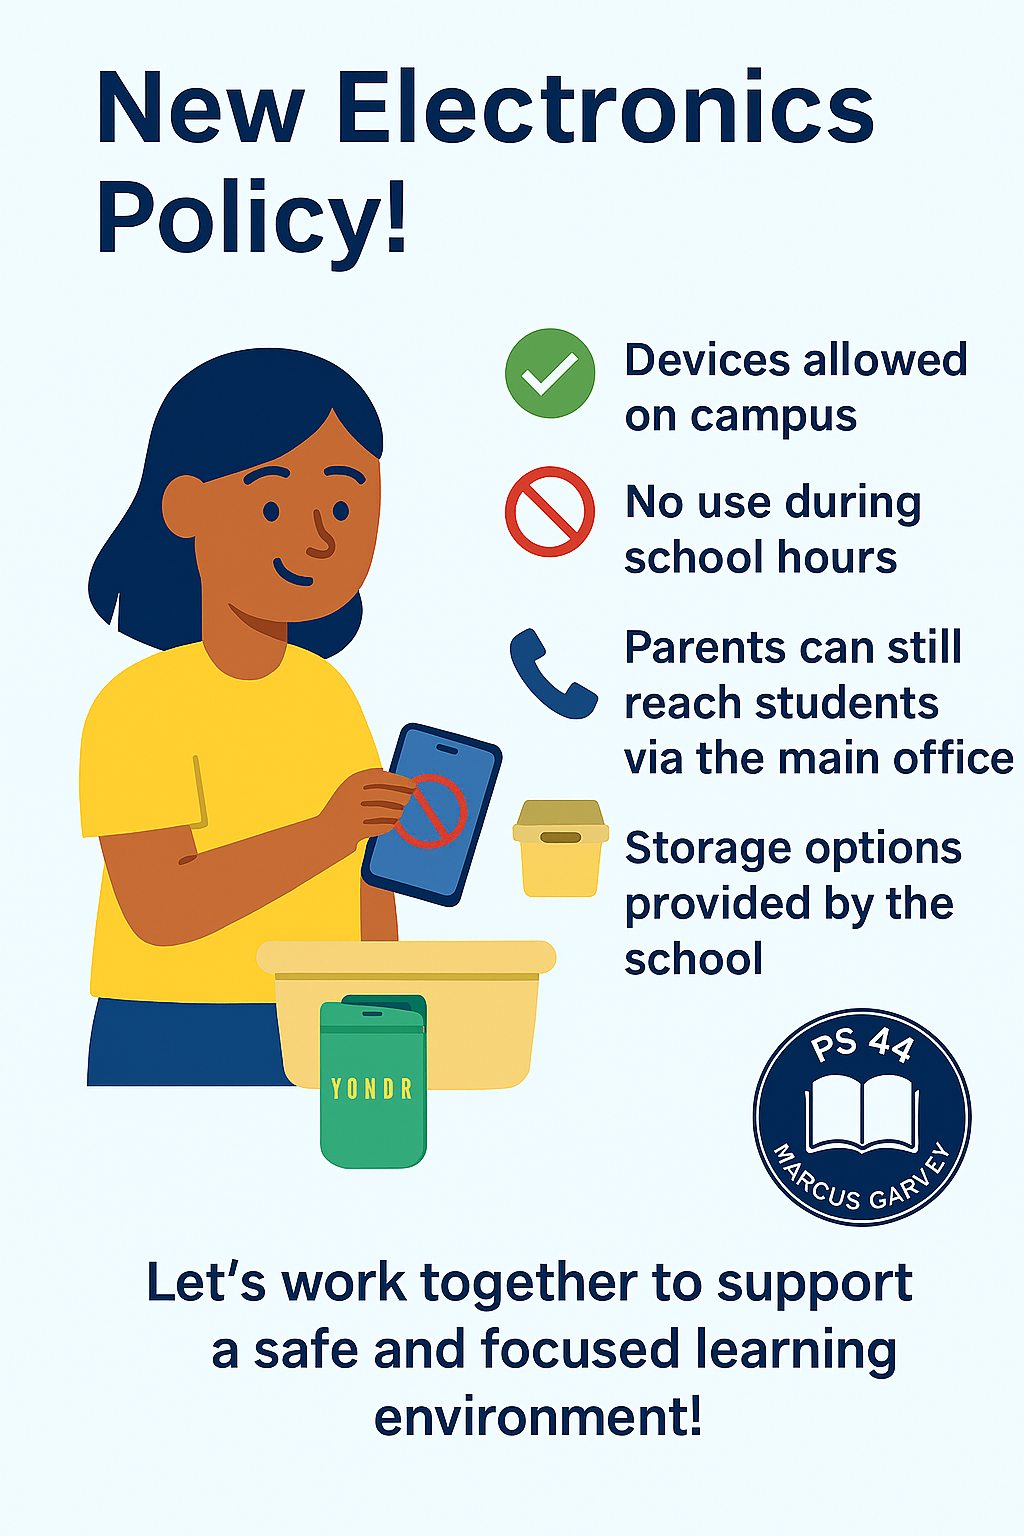 New Electronics
Policy!
Devices allowed
on campus
No use during
school hours
Parents can still
reach students
via the main office
Storage options
provided by the
school
YONDR
PS 44
MARCUS GARVEY
Let's work together to support
a safe and focused learning
environment!